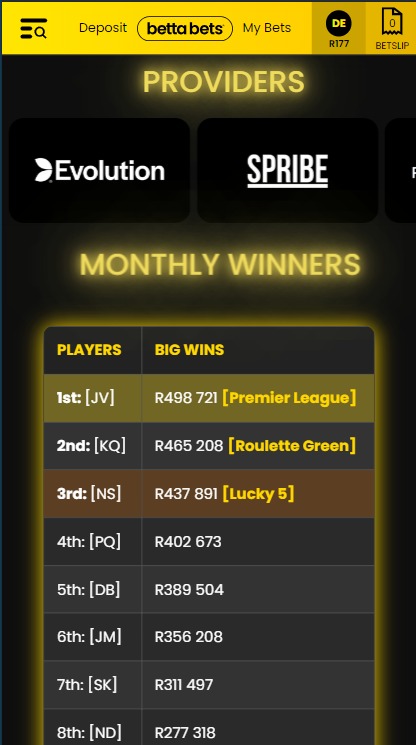 Deposit betta bets My Bets DE R177 0 BETSLIP
PROVIDERS
Evolution SPRIBE
MONTHLY WINNERS
PLAYERS BIG WINS
1st: [JV] R498 721 [Premier League]
2nd: [KQ] R465 208 [Roulette Green]
3rd: [NS] R437 891 [Lucky 5]
4th: [PQ] R402 673
5th: [DB] R389 504
6th: [JM] R356 208
7th: [SK] R311 497
8th: [ND] R277 318